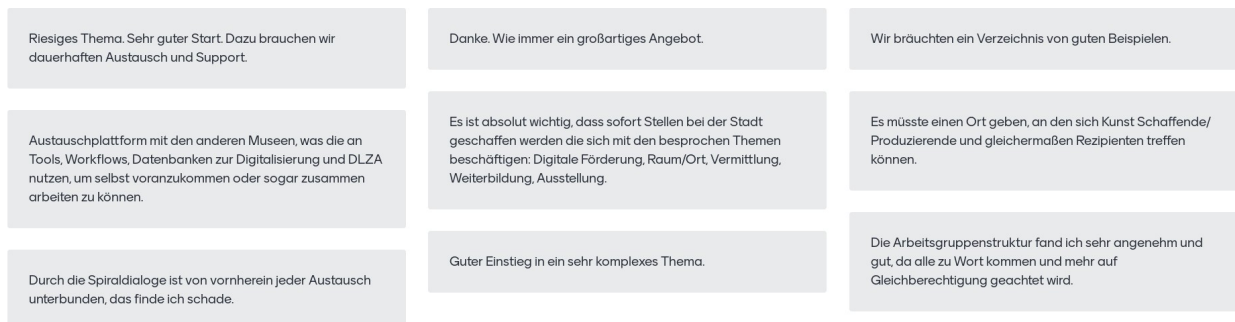 Riesiges Thema. Sehr guter Start. Dazu brauchen wir
dauerhaften Austausch und Support.
Austauschplattform mit den anderen Museen, was die an
Tools, Workflows, Datenbanken zur Digitalisierung und DLZA
nutzen, um selbst voranzukommen oder sogar zusammen
arbeiten zu können.
Durch die Spiraldialoge ist von vornherein jeder Austausch
unterbunden, das finde ich schade.
Danke. Wie immer ein großartiges Angebot.
Es ist absolut wichtig, dass sofort Stellen bei der Stadt
geschaffen werden die sich mit den besprochen Themen
beschäftigen: Digitale Förderung, Raum/Ort, Vermittlung,
Weiterbildung, Ausstellung.
Guter Einstieg in ein sehr komplexes Thema.
Wir bräuchten ein Verzeichnis von guten Beispielen.
Es müsste einen Ort geben, an den sich Kunst Schaffende/
Produzierende und gleichermaßen Rezipienten treffen
können.
Die Arbeitsgruppenstruktur fand ich sehr angenehm und
gut, da alle zu Wort kommen und mehr auf
Gleichberechtigung geachtet wird.